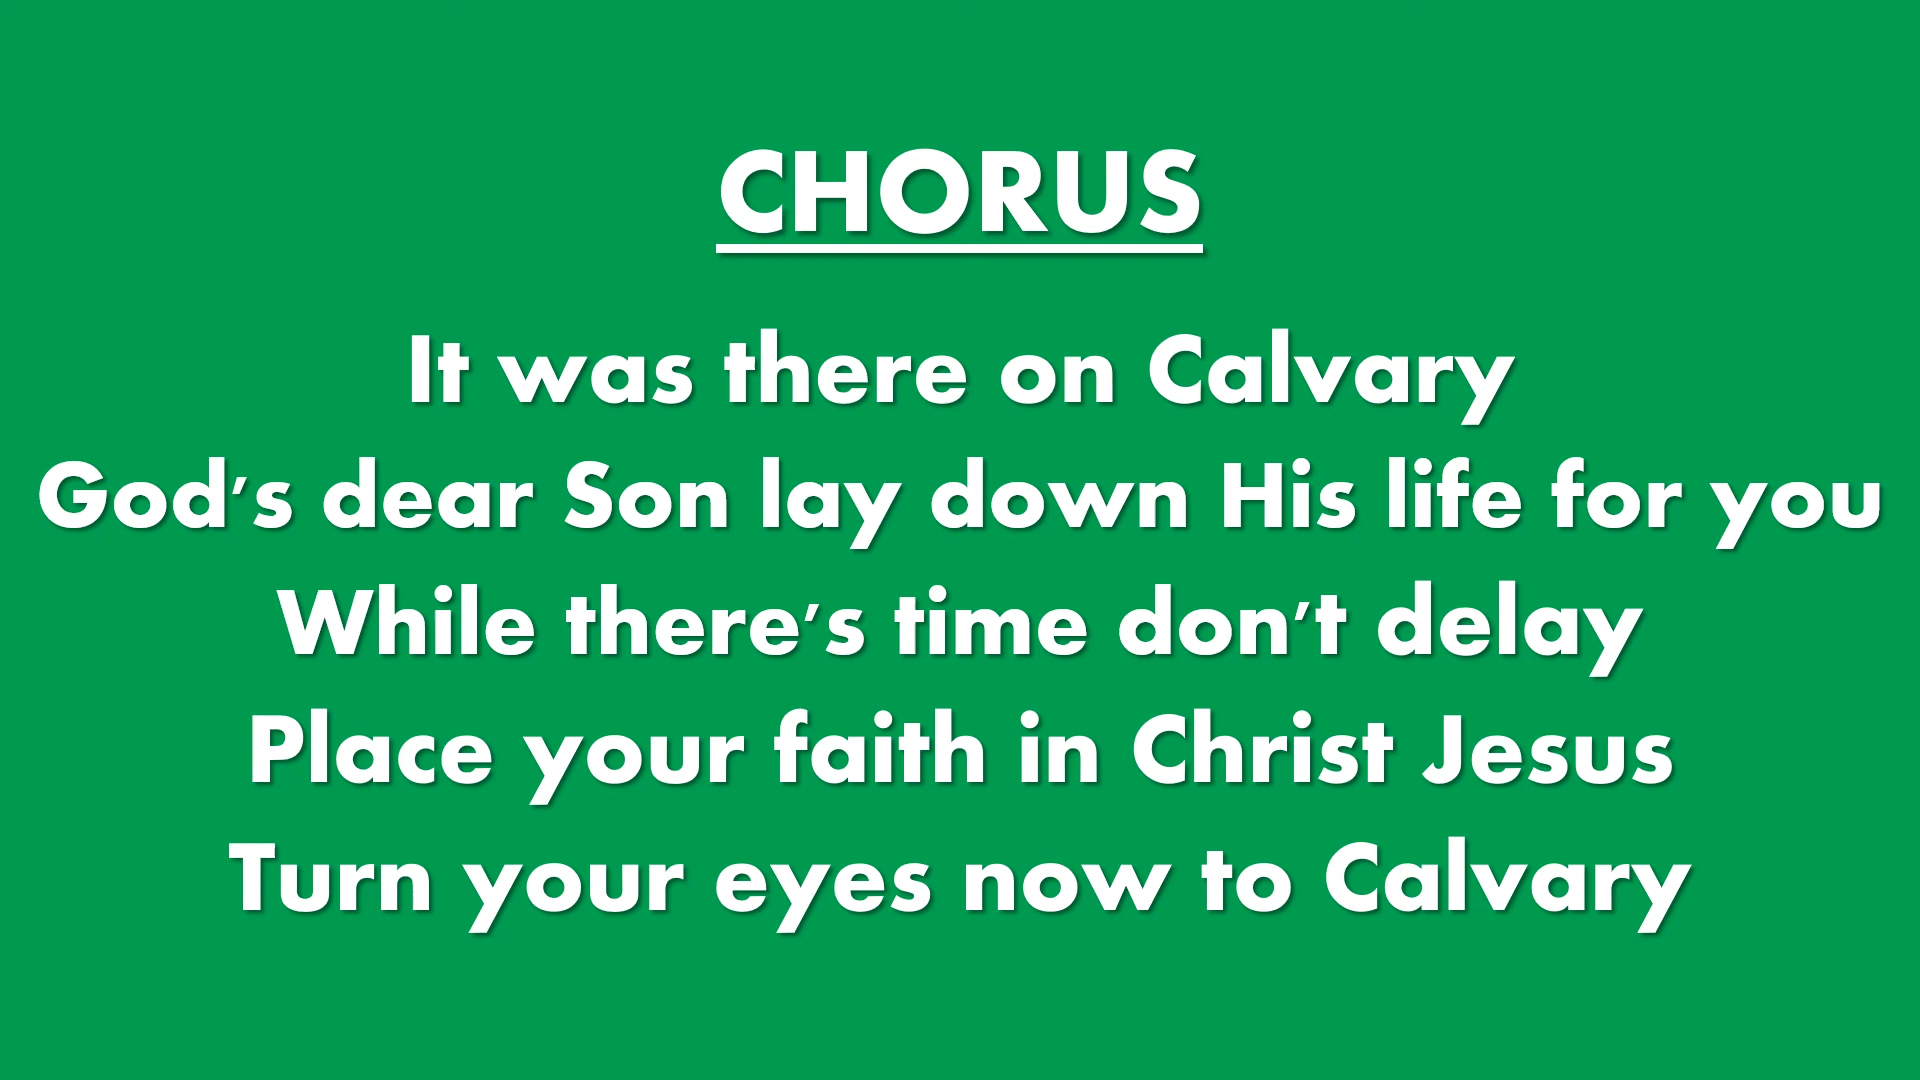 CHORUS
It was there on Calvary
God's dear Son lay down His life for you
While there's time don't delay
Place your faith in Christ Jesus
Turn your eyes now to Calvary